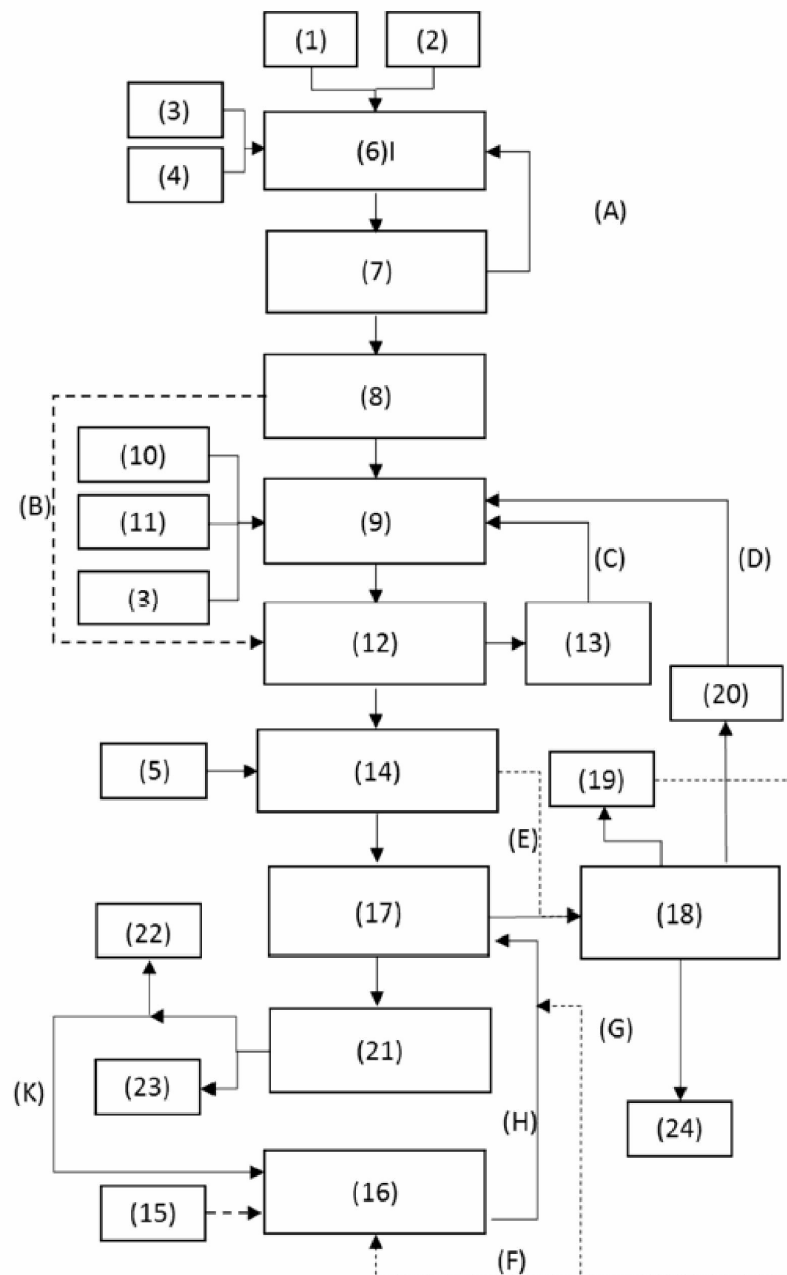 (1)
(2)
(3)
(4)
(6)I
(A)
(7)
(8)
(10)
(B)
(11)
(9)
(C)
(D)
(3)
(12)
(13)
(20)
(5)
(14)
(19)
(E)
(17)
(18)
(22)
(21)
(G)
(23)
(K)
(H)
(24)
(16)
(15)
(F)